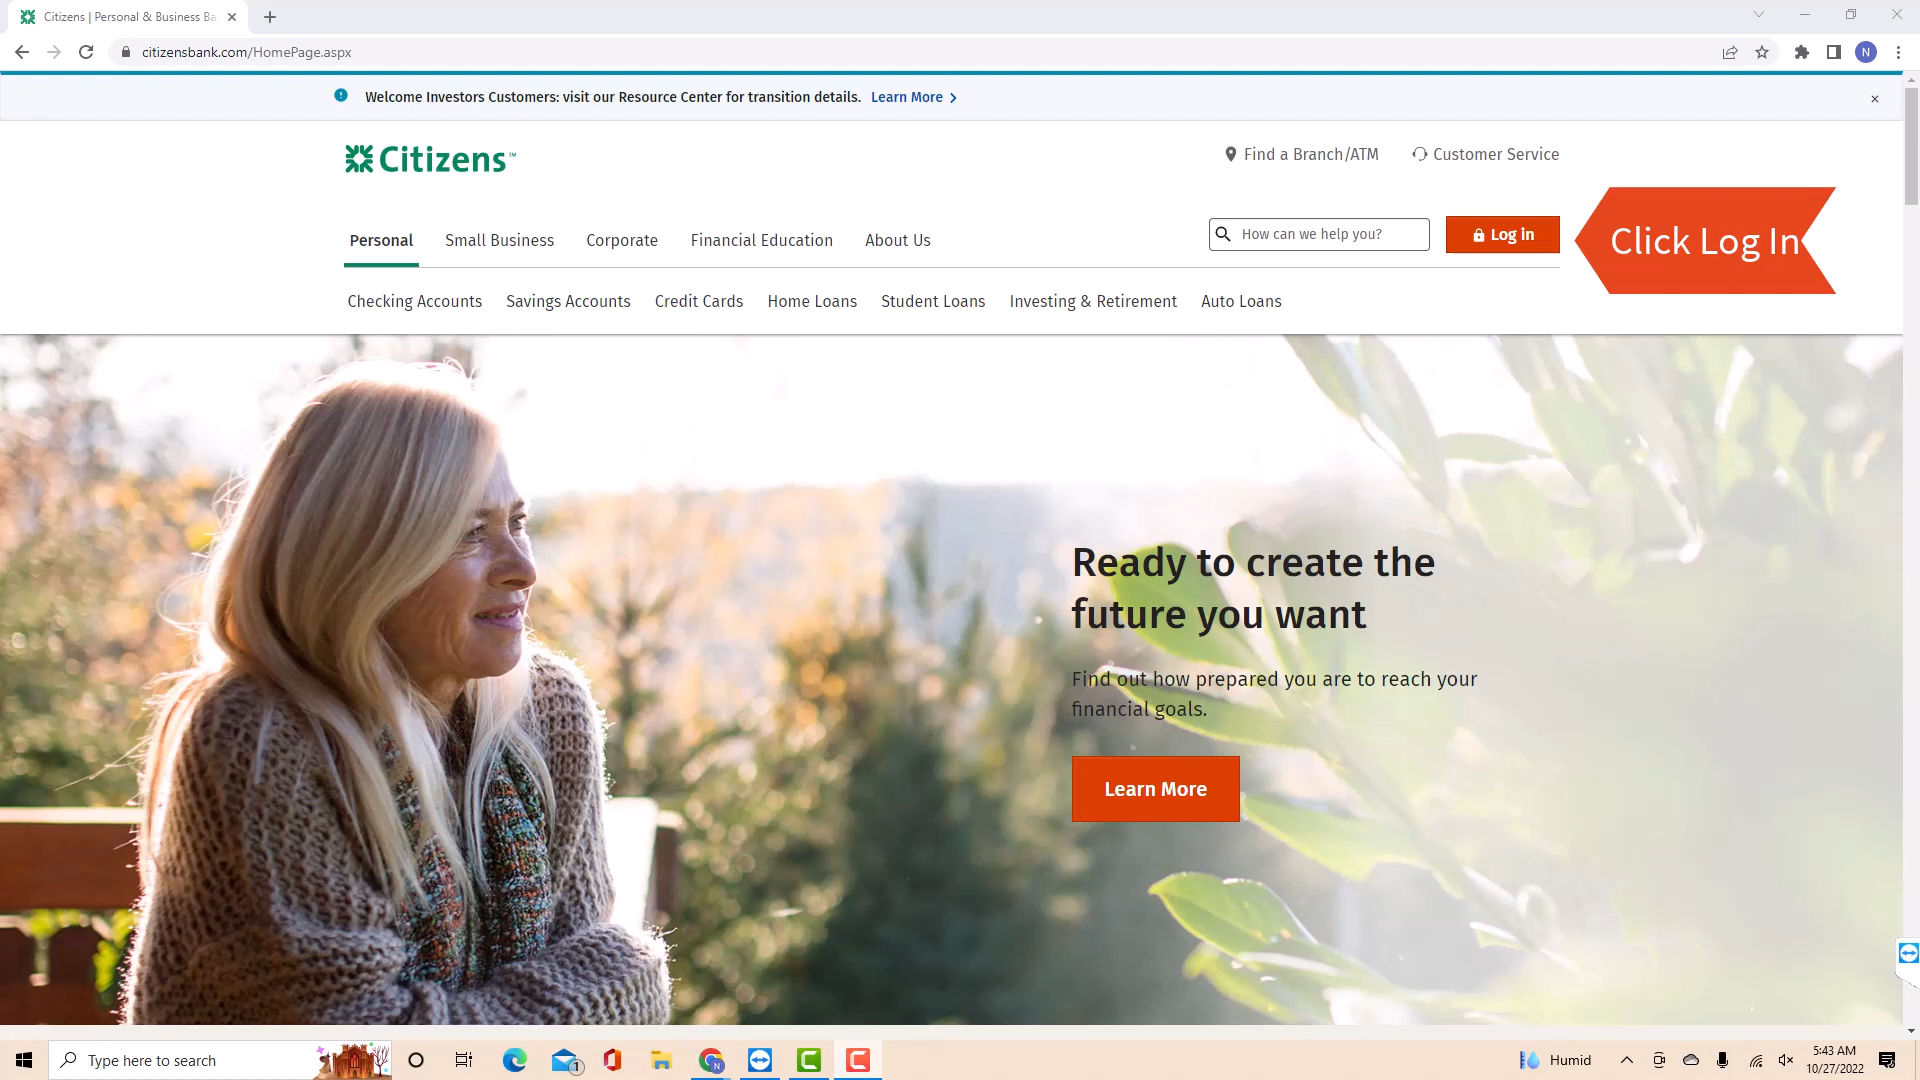 Citizens | Personal & Business Ba
citizensbank.com/HomePage.aspx
N
Welcome Investors Customers: visit our Resource Center for transition details. Learn More
Citizens™
Find a Branch/ATM
Customer Service
Personal
Small Business
Corporate
Financial Education
About Us
How can we help you?
Log in
Click Log In
Checking Accounts
Savings Accounts
Credit Cards
Home Loans
Student Loans
Investing & Retirement
Auto Loans
Ready to create the
future you want
Find out how prepared you are to reach your
financial goals.
Learn More
Type here to search
1
N
Humid
5:43 AM
10/27/2022